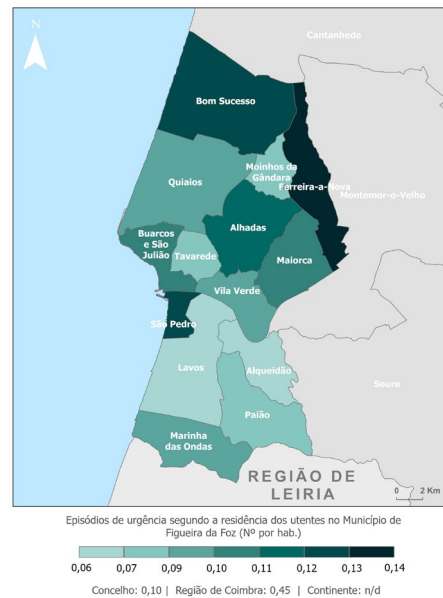 Cantanhede
Bom Sucesso
Moinhos da
Gândara
Quiaios
Ferreira-a-Nova
Montemor-o-Velho
Buarcos
e São
Julião
Alhadas
Tavarede
Maiorca
Vila Verde
São Pedro
Lavos
Alqueidão
Soure
Paião
Marinha
das Ondas
REGIÃO DE
LEIRIA
0 2 Km
Episódios de urgência segundo a residência dos utentes no Município de
Figueira da Foz (Nº por hab.)
0,06 0,07 0,09 0,10 0,11 0,12 0,13 0,14
Concelho: 0,10 | Região de Coimbra: 0,45 | Continente: n/d